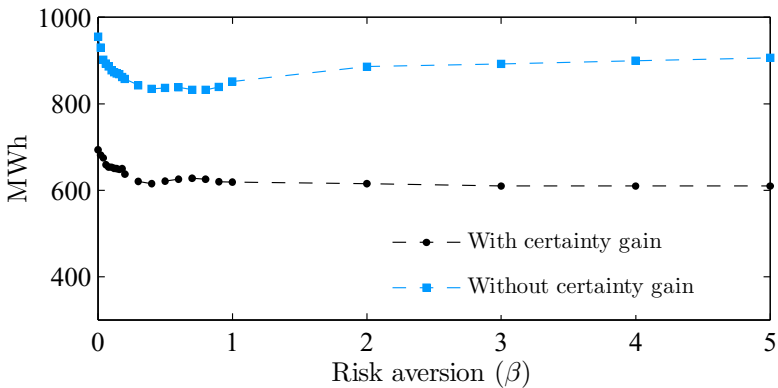 1000
800
600
400
MWh
With certainty gain
Without certainty gain
0 1 2 3 4 5
Risk aversion (β)